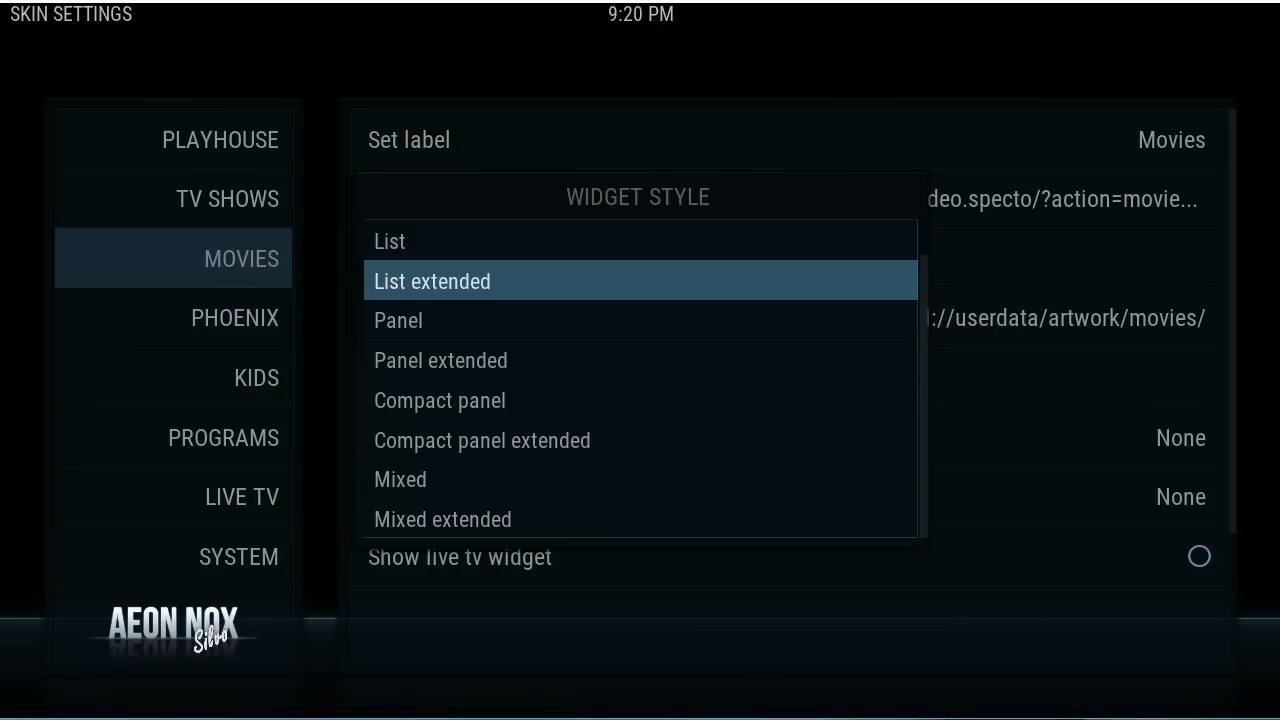 SKIN SETTINGS
9:20 PM
PLAYHOUSE
TV SHOWS
MOVIES
PHOENIX
KIDS
PROGRAMS
LIVE TV
SYSTEM
AEON NOX
Silvo
Set label
Movies
deo.specto/?action=movie...
://userdata/artwork/movies/
None
None
Show live tv widget
WIDGET STYLE
List
List extended
Panel
Panel extended
Compact panel
Compact panel extended
Mixed
Mixed extended